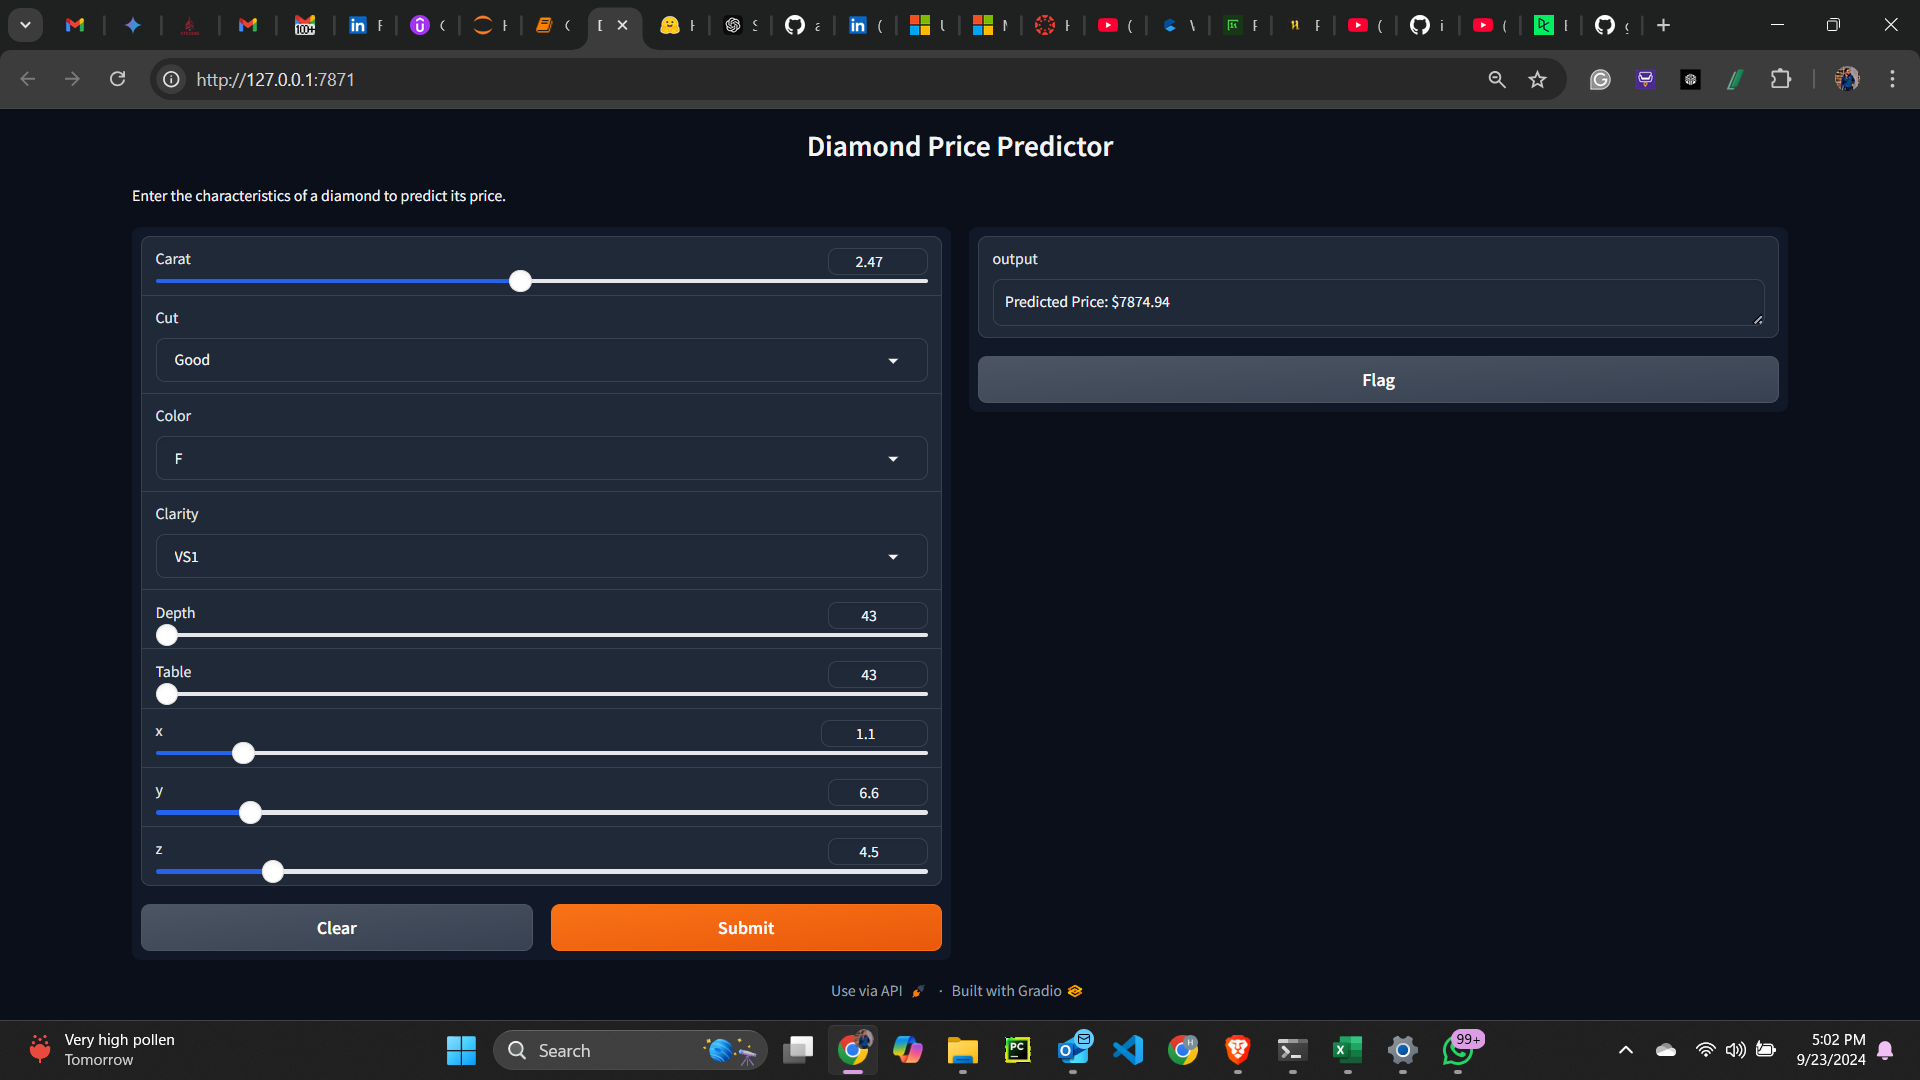 http://127.0.0.1:7871
Diamond Price Predictor
Enter the characteristics of a diamond to predict its price.
Carat
2.47
Cut
Good
Color
F
Clarity
VS1
Depth
43
Table
43
x
1.1
y
6.6
z
4.5
Clear
Submit
output
Predicted Price: $7874.94
Flag
Use via API · Built with Gradio
Very high pollen
Tomorrow
Search
99+
5:02 PM
9/23/2024